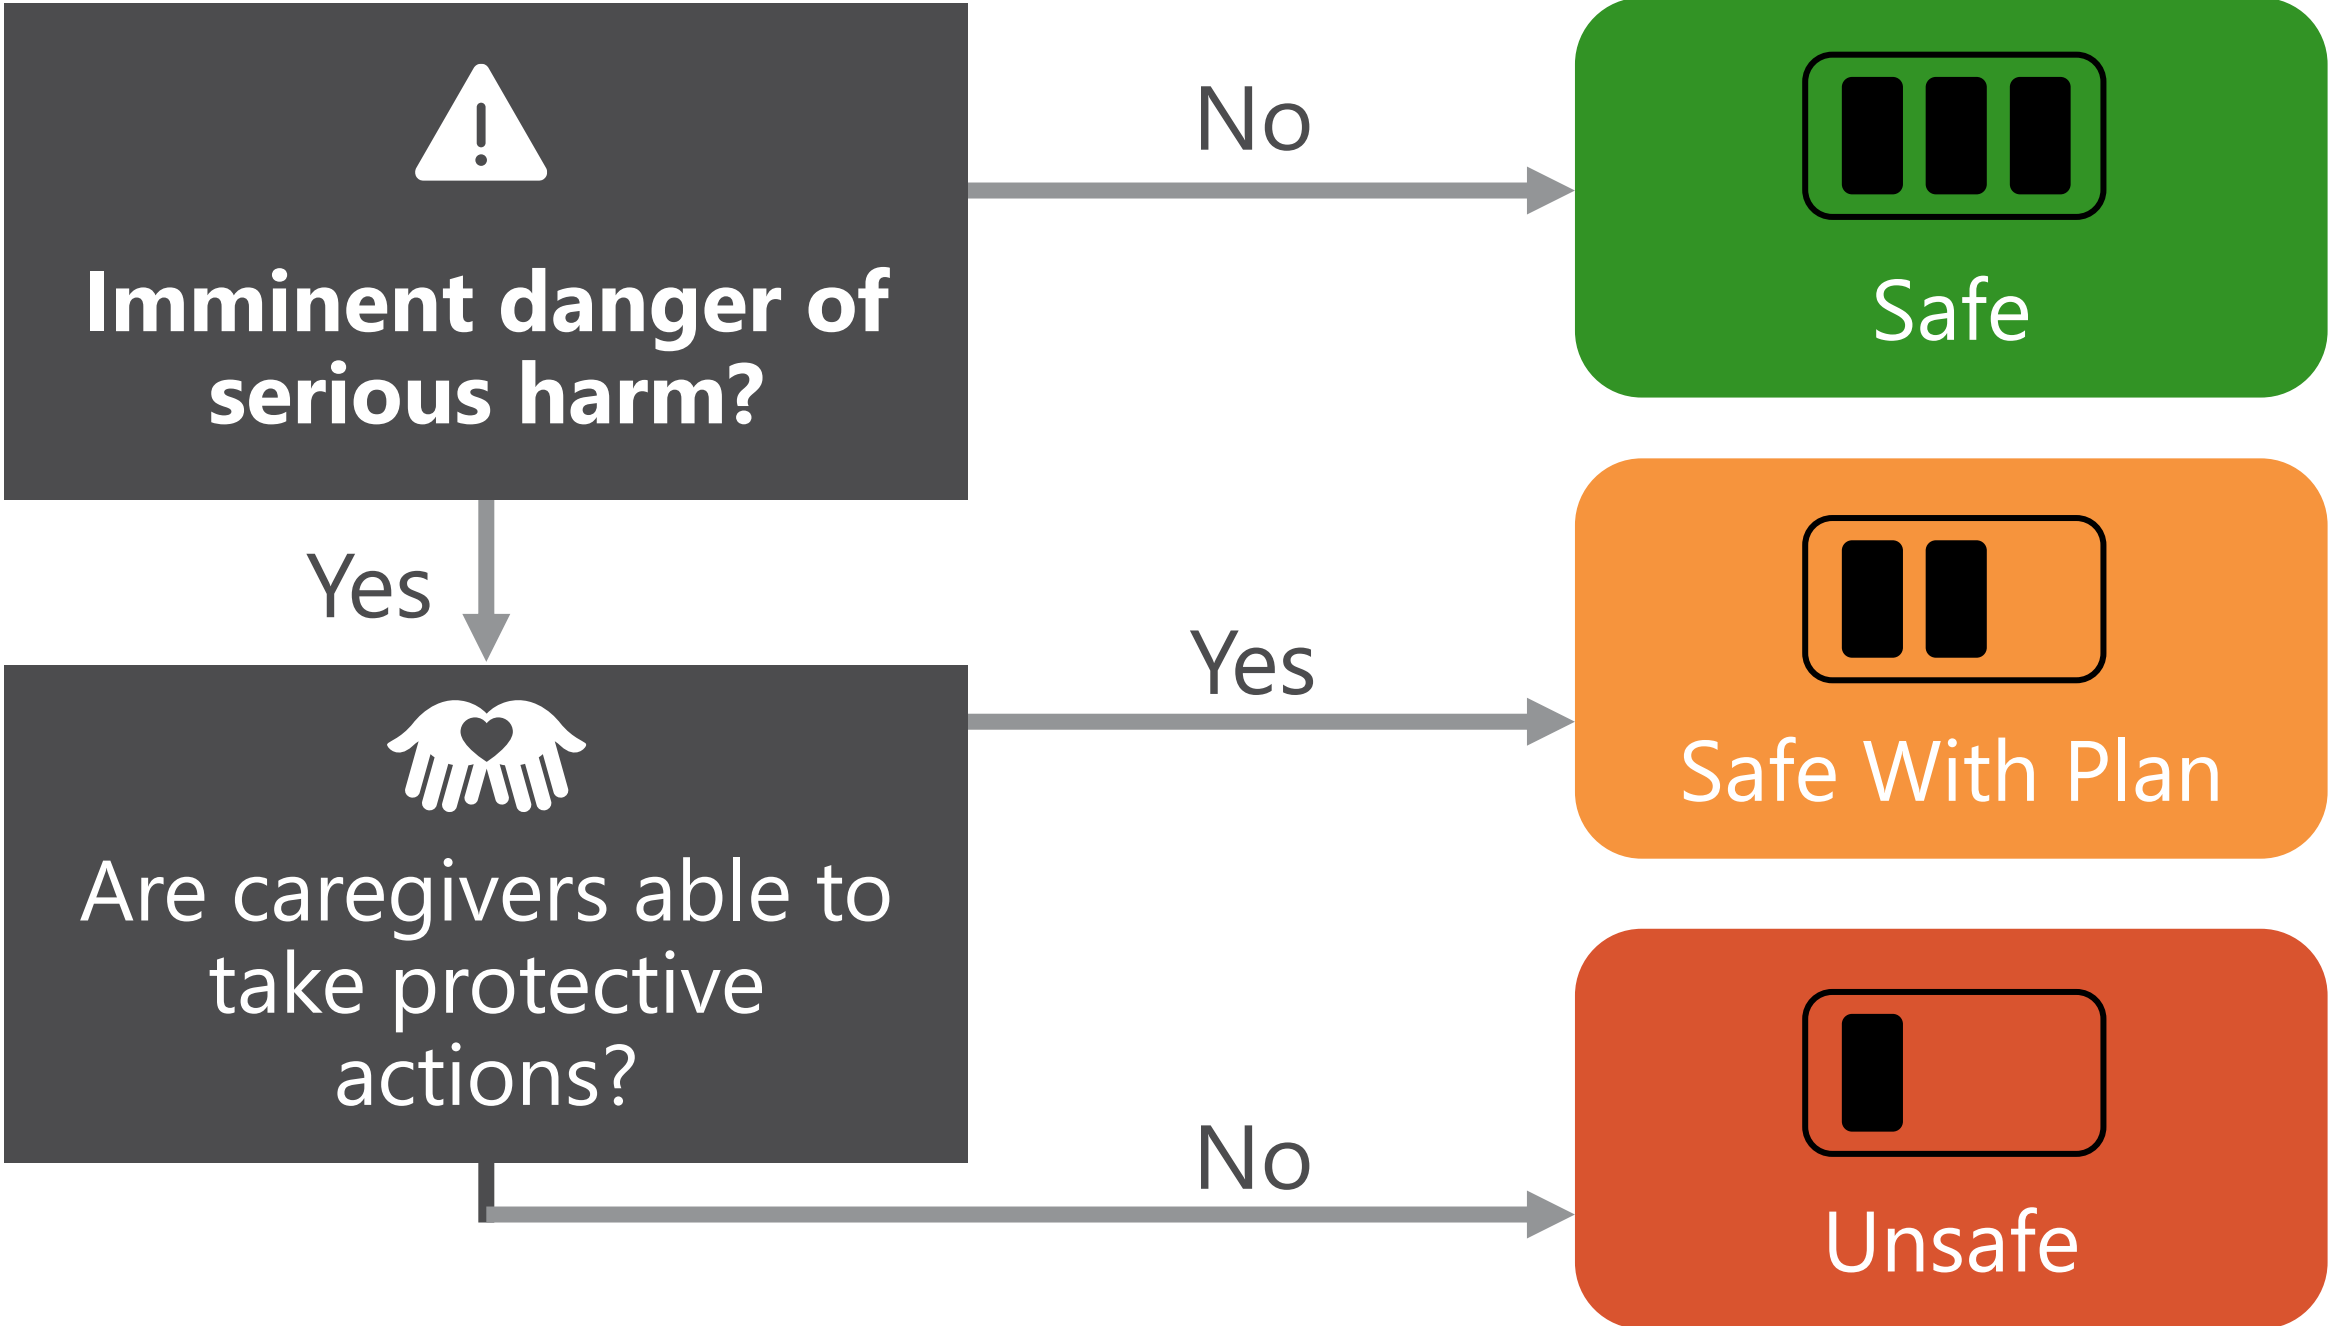 Imminent danger of
serious harm?
No
Safe
Yes
Are caregivers able to
take protective
actions?
Yes
Safe With Plan
No
Unsafe